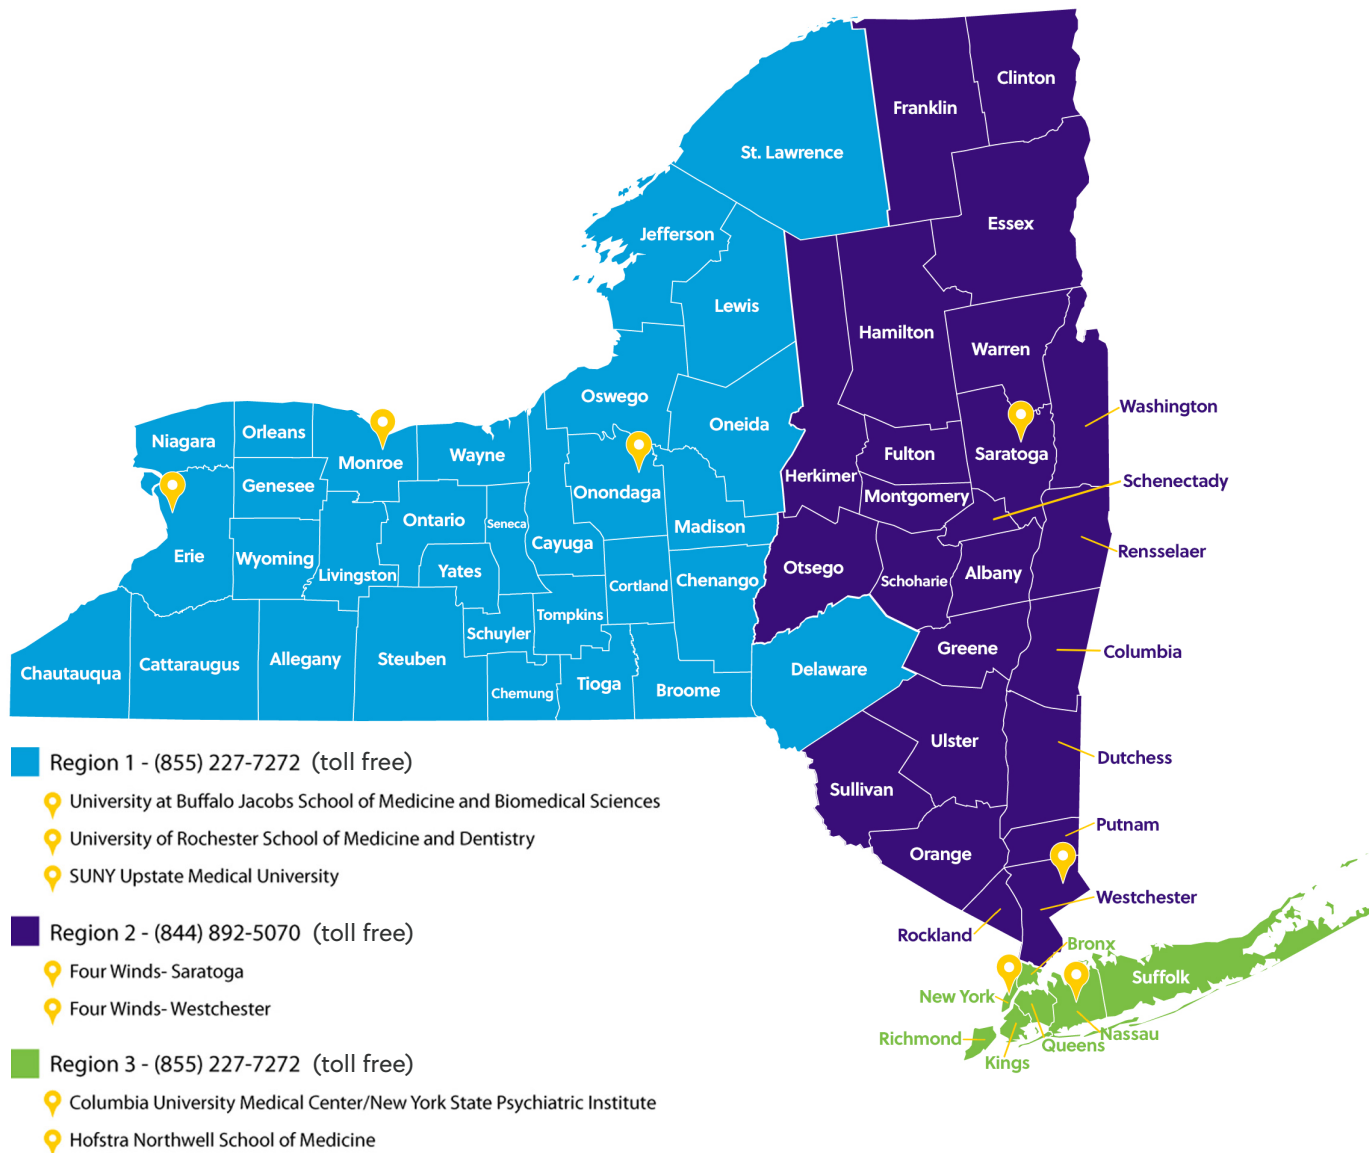 Clinton
Franklin
St. Lawrence
Essex
Jefferson
Lewis
Hamilton
Warren
Oswego
Washington
Oneida
Niagara
Orleans
Monroe
Wayne
Fulton
Saratoga
Herkimer
Genesee
Onondaga
Montgomery
Schenectady
Ontario
Seneca
Madison
Cayuga
Rensselaer
Erie
Wyoming
Livingston
Yates
Cortland
Chenango
Otsego
Schoharie
Albany
Tompkins
Schuyler
Greene
Columbia
Chautauqua
Cattaraugus
Allegany
Steuben
Chemung
Tioga
Broome
Delaware
Ulster
Dutchess
Sullivan
Putnam
Orange
Westchester
Rockland
Bronx
Suffolk
New York
Richmond
Nassau
Queens
Kings
Region 1 - (855) 227-7272 (toll free)
University at Buffalo Jacobs School of Medicine and Biomedical Sciences
University of Rochester School of Medicine and Dentistry
SUNY Upstate Medical University
Region 2 - (844) 892-5070 (toll free)
Four Winds- Saratoga
Four Winds- Westchester
Region 3 - (855) 227-7272 (toll free)
Columbia University Medical Center/New York State Psychiatric Institute
Hofstra Northwell School of Medicine